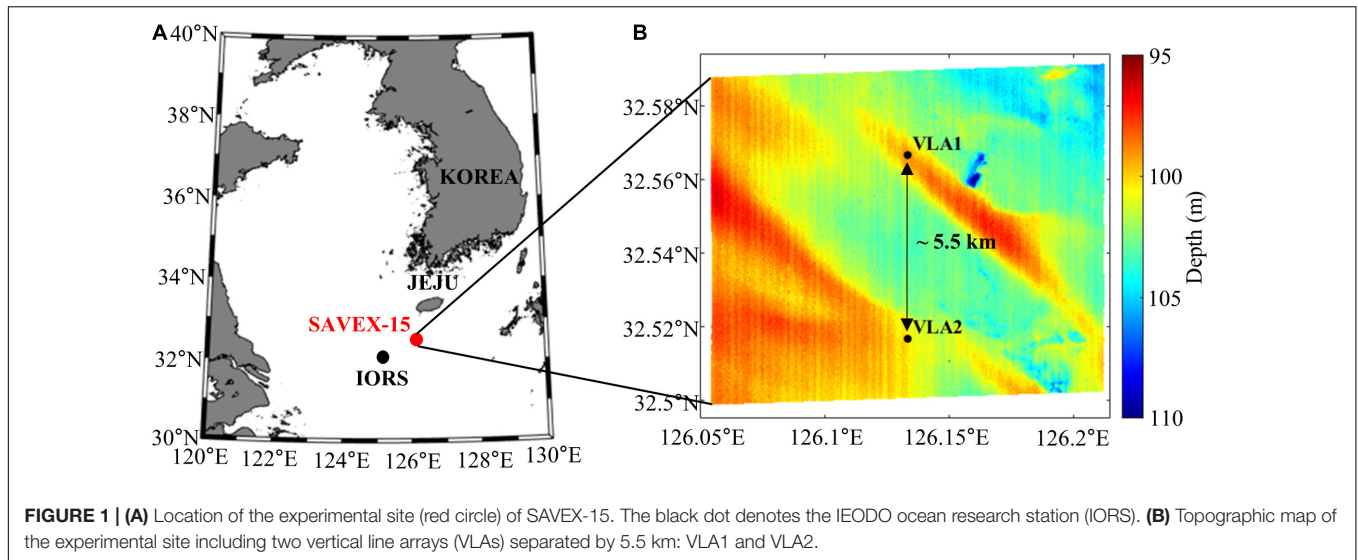 A
40°N
38°N
36°N
34°N
32°N
30°N
120°E 122°E 124°E 126°E 128°E 130°E
KOREA
JEJU
SAVEX-15
IORS
B
32.58°N
32.56°N
32.54°N
32.52°N
32.5°N
126.05°E 126.1°E 126.15°E 126.2°E
VLA1
~ 5.5 km
VLA2
95
100
105
110
Depth (m)
FIGURE 1 | (A) Location of the experimental site (red circle) of SAVEX-15. The black dot denotes the IEODO ocean research station (IORS). (B) Topographic map of
the experimental site including two vertical line arrays (VLAs) separated by 5.5 km: VLA1 and VLA2.